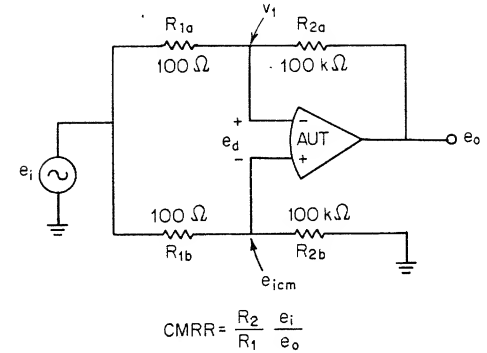 v1
R1a
R2a
100 Ω
100 kΩ
+
−
ed
AUT
eo
−
+
ei
100 Ω
100 kΩ
R1b
R2b
eicm
CMRR = R2/R1 ei/eo